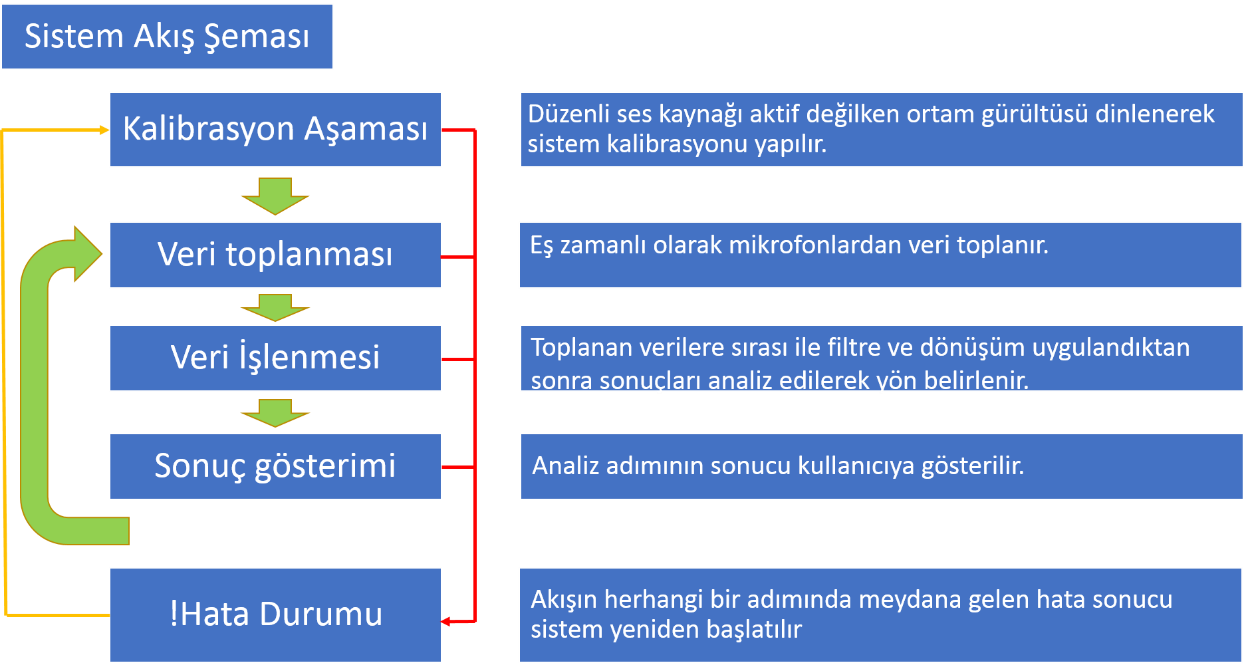 Sistem Akış Şeması
Kalibrasyon Aşaması
Düzenli ses kaynağı aktif değilken ortam gürültüsü dinlenerek
sistem kalibrasyonu yapılır.
Veri toplanması
Eş zamanlı olarak mikrofonlardan veri toplanır.
Veri İşlenmesi
Toplanan verilere sırası ile filtre ve dönüşüm uygulandıktan
sonra sonuçları analiz edilerek yön belirlenir.
Sonuç gösterimi
Analiz adımının sonucu kullanıcıya gösterilir.
!Hata Durumu
Akışın herhangi bir adımında meydana gelen hata sonucu
sistem yeniden başlatılır